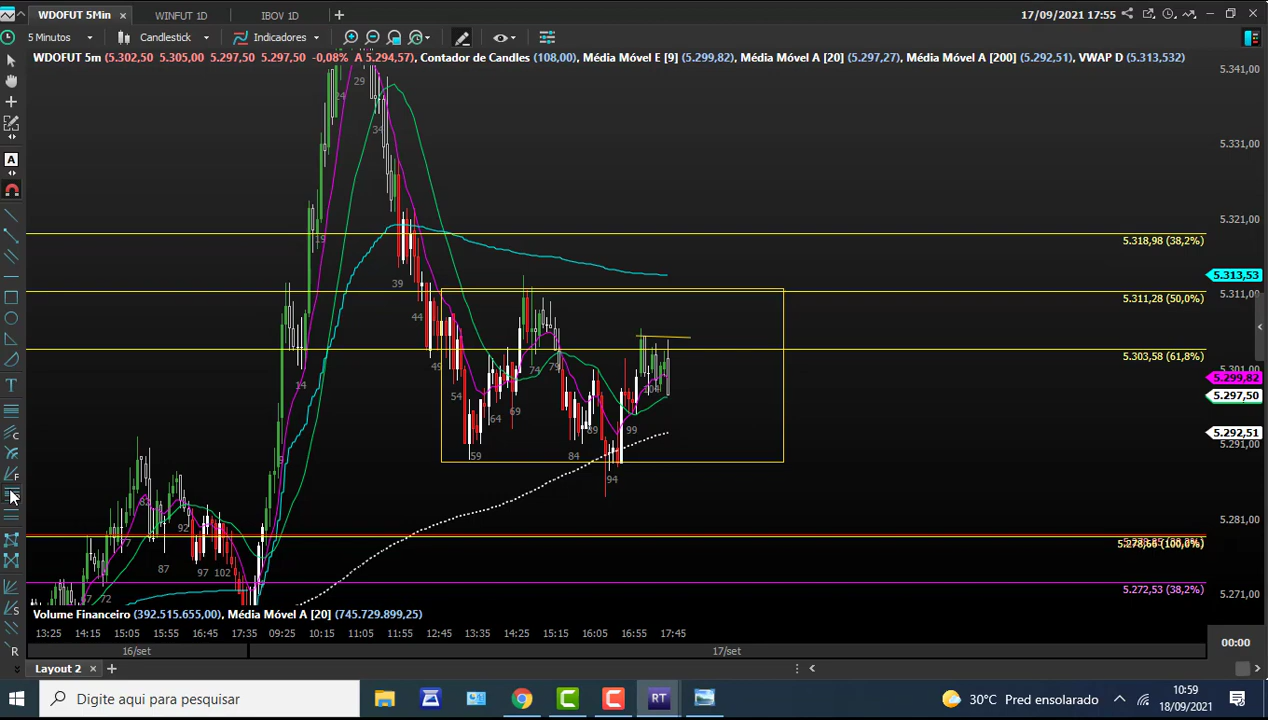 WDOFUT 5Min × WINFUT 1D IBOV 1D + 17/09/2021 17:55
5 Minutos Candlestick Indicadores
WDOFUT 5m (5.302,50 5.305,00 5.297,50 5.297,50 -0,08% A 5.294,57), Contador de Candles (108,00), Média Móvel E [9] (5.299,82), Média Móvel A [20] (5.297,27), Média Móvel A [200] (5.292,51), VWAP D (5.313,532)
5.341,00
29
24
34
5.331,00
A
5.321,00
19
5.318,98 (38,2%)
5.313,53
39
5.311,00
5.311,28 (50,0%)
44
5.303,58 (61,8%)
49
74
79
5.301,00
5.299,82
14
T
104
54
5.297,50
69
64
99
89
5.292,51
C
5.291,00
59
84
F
94
82
5.281,00
92
77
5.278,68 (100,0%)
87
97 102
5.272,53 (38,2%)
67 72
5.271,00
S
Volume Financeiro (392.515.655,00), Média Móvel A [20] (745.729.899,25)
13:25 14:15 15:05 15:55 16:45 17:35 09:25 10:15 11:05 11:55 12:45 13:35 14:25 15:15 16:05 16:55 17:45
00:00
R
16/set 17/set
Layout 2 × +
Digite aqui para pesquisar
RT
30°C Pred ensolarado
10:59
18/09/2021